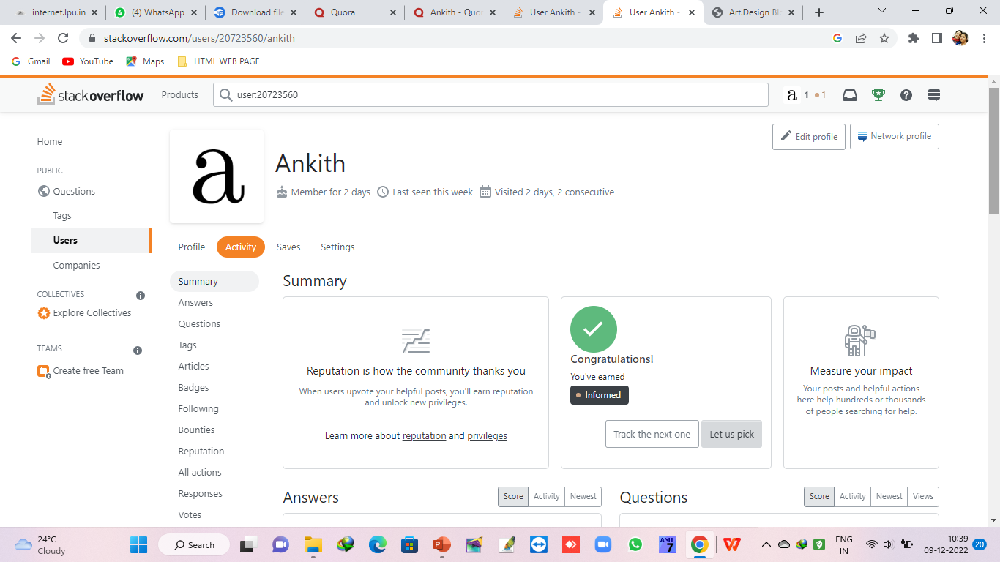 internet.lpu.in
(4) WhatsApp
Download file
Quora
Ankith - Quor
User Ankith -
User Ankith -
Art.Design Bl
stackoverflow.com/users/20723560/ankith
Gmail
YouTube
Maps
HTML WEB PAGE
stackoverflow
Products
user:20723560
a
1
1
Home
PUBLIC
Questions
Tags
Users
Companies
COLLECTIVES
Explore Collectives
TEAMS
Create free Team
Edit profile
Network profile
a
Ankith
Member for 2 days
Last seen this week
Visited 2 days, 2 consecutive
Profile
Activity
Saves
Settings
Summary
Answers
Questions
Tags
Articles
Badges
Following
Bounties
Reputation
All actions
Responses
Votes
Summary
Reputation is how the community thanks you
When users upvote your helpful posts, you'll earn reputation
and unlock new privileges.
Learn more about reputation and privileges
Congratulations!
You've earned
Informed
Track the next one
Let us pick
Measure your impact
Your posts and helpful actions
here help hundreds or thousands
of people searching for help.
Answers
Score
Activity
Newest
Questions
Score
Activity
Newest
Views
24°C
Cloudy
Search
ANU
7
ENG
IN
10:39
09-12-2022
20